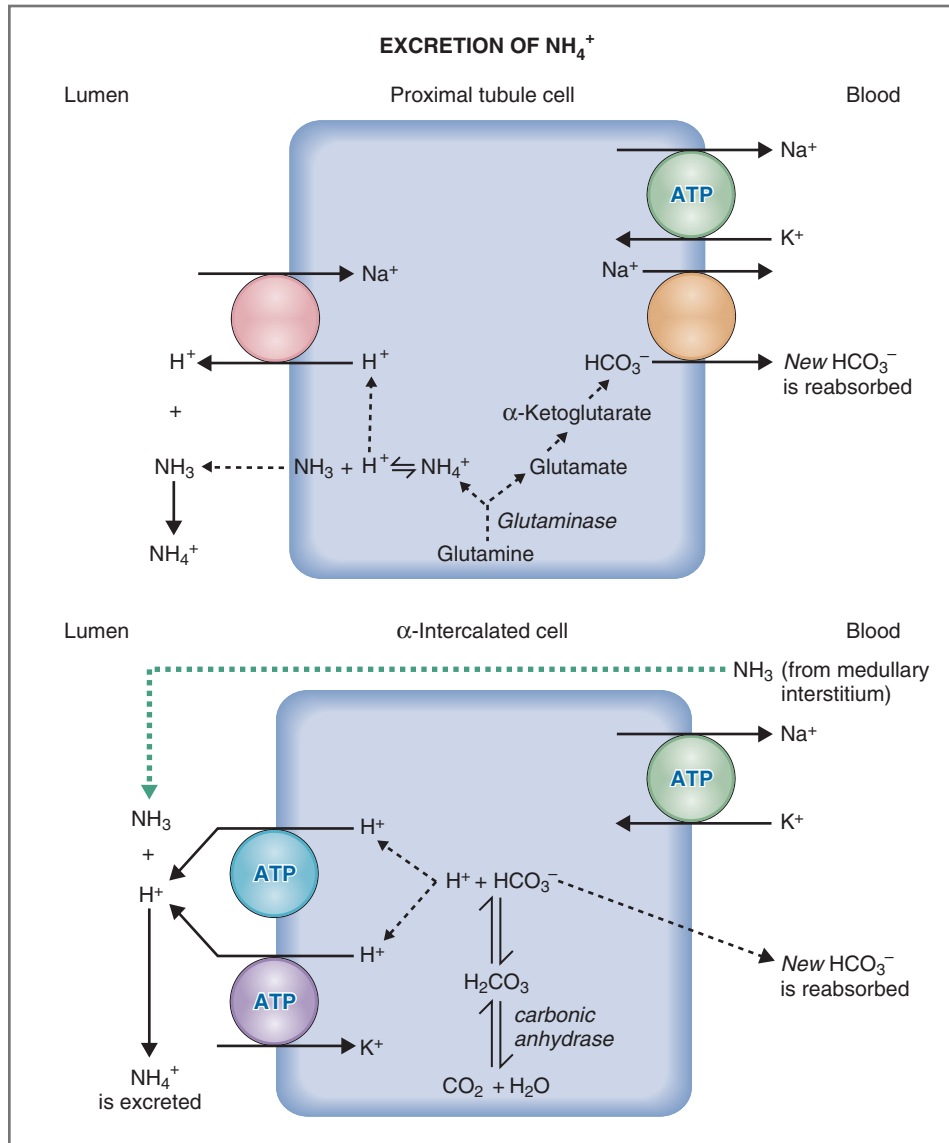 EXCRETION OF NH₄⁺
Lumen Proximal tubule cell Blood
Na⁺
ATP
K⁺
Na⁺ Na⁺
H⁺ H⁺ HCO₃⁻ New HCO₃⁻
is reabsorbed
+ α-Ketoglutarate
NH₃ NH₃ + H⁺ ⇌ NH₄⁺ Glutamate
Glutaminase
NH₄⁺ Glutamine
Lumen α-Intercalated cell Blood
NH₃ (from medullary
interstitium)
Na⁺
ATP
NH₃ H⁺ K⁺
+
ATP
H⁺ H⁺ + HCO₃⁻
H⁺ New HCO₃⁻
is reabsorbed
H₂CO₃
ATP
carbonic
anhydrase
K⁺
NH₄⁺ CO₂ + H₂O
is excreted